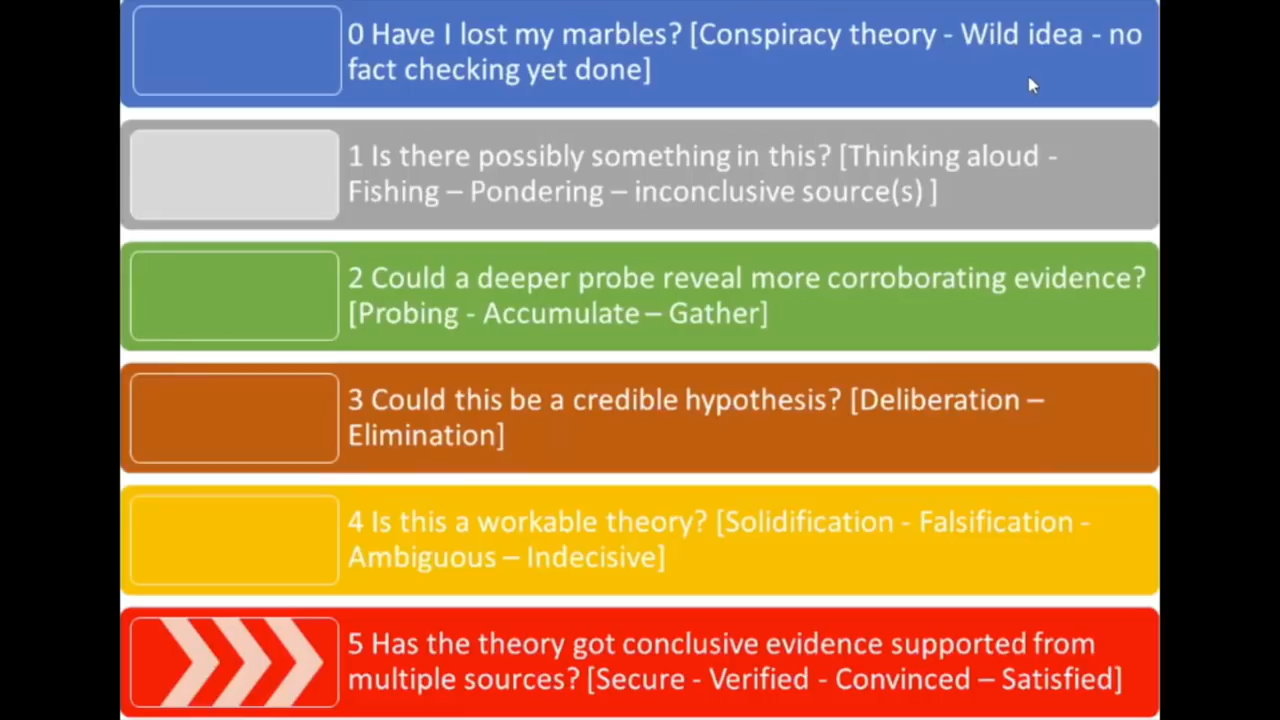 0 Have I lost my marbles? [Conspiracy theory - Wild idea - no
fact checking yet done]
1 Is there possibly something in this? [Thinking aloud -
Fishing – Pondering – inconclusive source(s) ]
2 Could a deeper probe reveal more corroborating evidence?
[Probing - Accumulate – Gather]
3 Could this be a credible hypothesis? [Deliberation –
Elimination]
4 Is this a workable theory? [Solidification - Falsification -
Ambiguous – Indecisive]
5 Has the theory got conclusive evidence supported from
multiple sources? [Secure - Verified - Convinced – Satisfied]